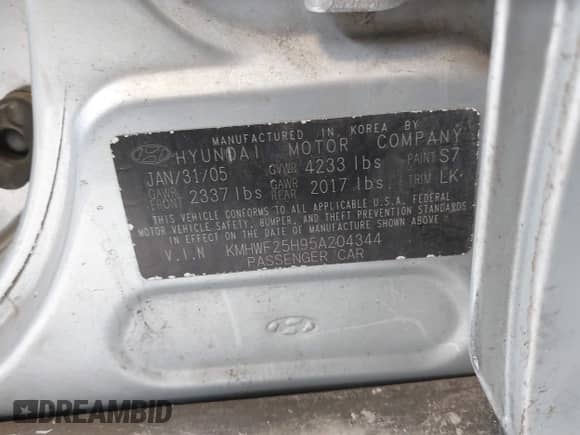 MANUFACTURED IN KOREA BY
HYUNDAI MOTOR COMPANY
JAN/31/05 GVWR 4233 lbs PAINT S7
GAWR FRONT 2337 lbs GAWR REAR 2017 lbs TRIM LK
THIS VEHICLE CONFORMS TO ALL APPLICABLE U.S.A. FEDERAL
MOTOR VEHICLE SAFETY, BUMPER, AND THEFT PREVENTION STANDARDS
IN EFFECT ON THE DATE OF MANUFACTURE SHOWN ABOVE.
V.I.N KMHWF25H95A204344
PASSENGER CAR
DREAMBID